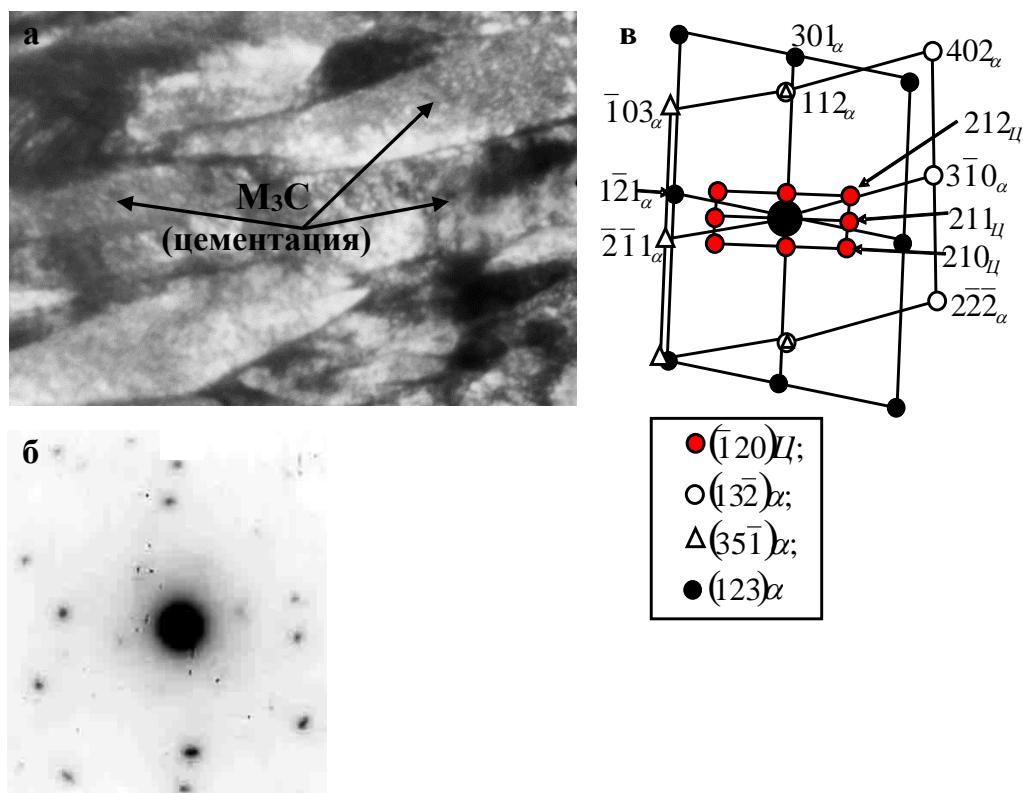 а
М₃С
(цементация)
б
в
301α
402α
1̅03α
112α
212Ц
12̅1α
31̅0α
211Ц
2̅1̅1α
210Ц
22̅2̅α
(1̅20)Ц;
(132̅)α;
(351̅)α;
(123)α